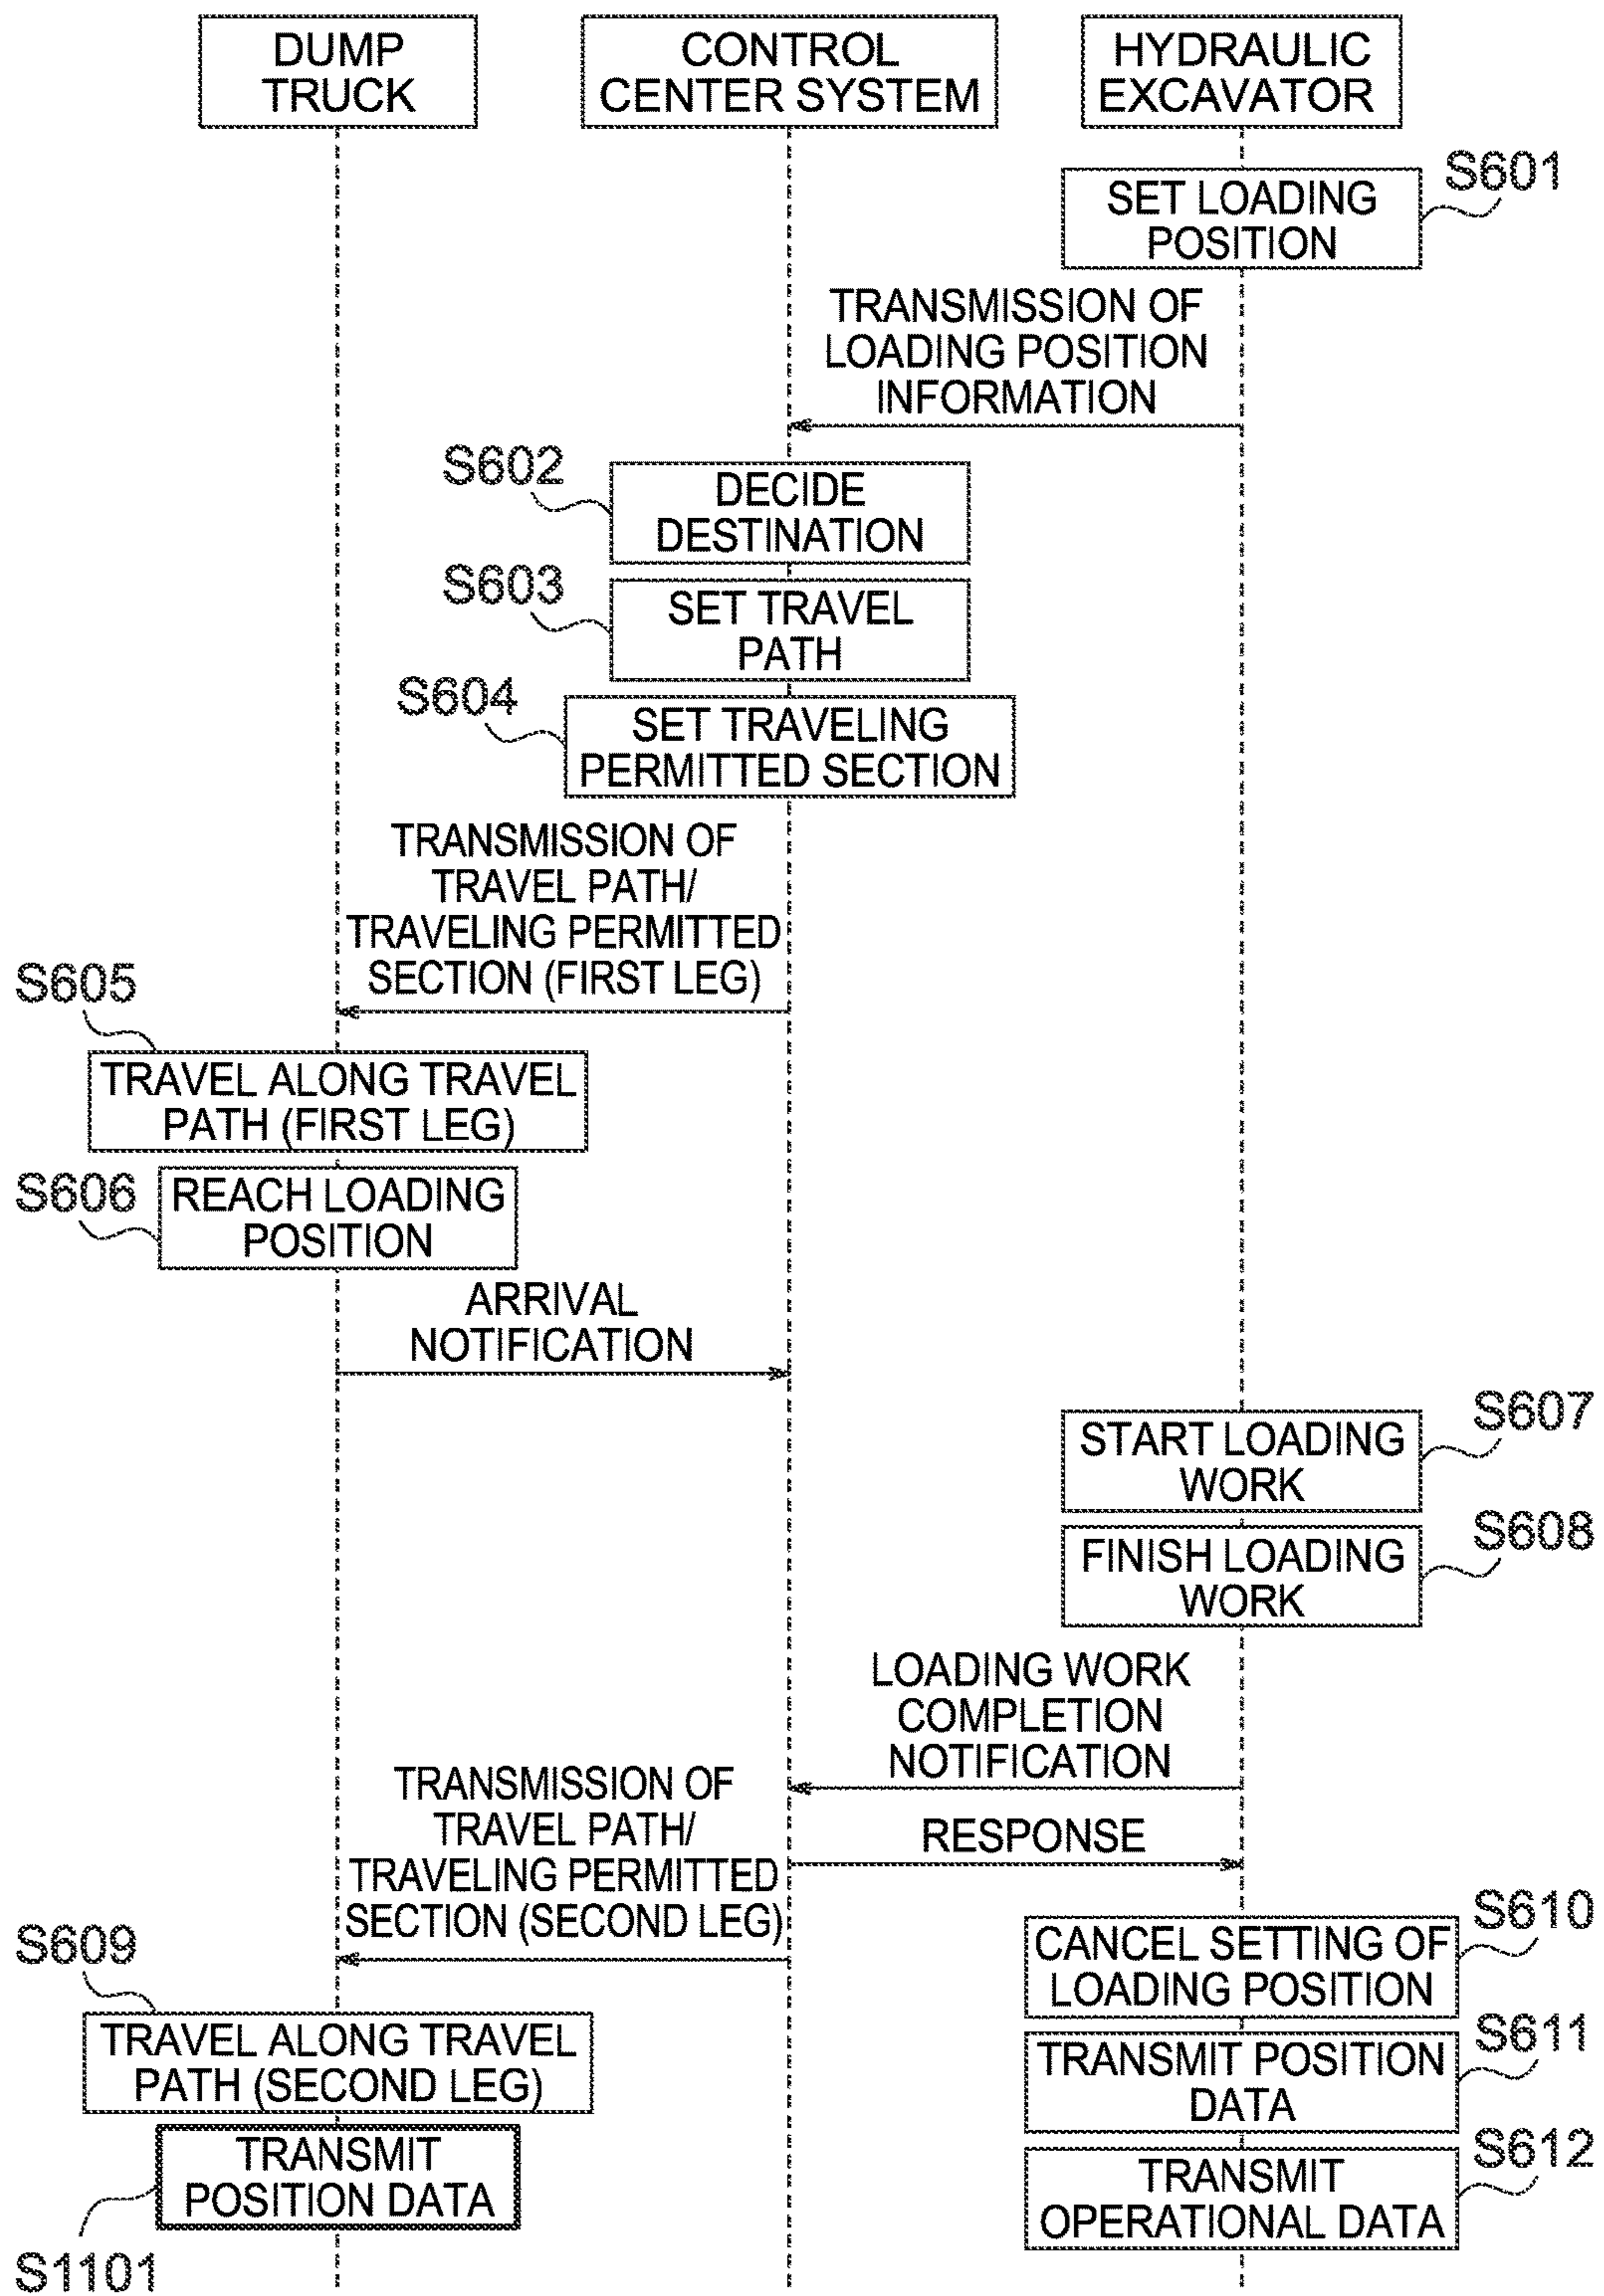 DUMP
TRUCK
CONTROL
CENTER SYSTEM
HYDRAULIC
EXCAVATOR
S601
SET LOADING
POSITION
TRANSMISSION OF
LOADING POSITION
INFORMATION
S602
DECIDE
DESTINATION
S603
SET TRAVEL
PATH
S604
SET TRAVELING
PERMITTED SECTION
TRANSMISSION OF
TRAVEL PATH/
TRAVELING PERMITTED
SECTION (FIRST LEG)
S605
TRAVEL ALONG TRAVEL
PATH (FIRST LEG)
S606
REACH LOADING
POSITION
ARRIVAL
NOTIFICATION
S607
START LOADING
WORK
S608
FINISH LOADING
WORK
LOADING WORK
COMPLETION
NOTIFICATION
TRANSMISSION OF
TRAVEL PATH/
TRAVELING PERMITTED
SECTION (SECOND LEG)
RESPONSE
S610
CANCEL SETTING OF
LOADING POSITION
S609
TRAVEL ALONG TRAVEL
PATH (SECOND LEG)
S611
TRANSMIT POSITION
DATA
TRANSMIT
POSITION DATA
S1101
S612
TRANSMIT
OPERATIONAL DATA